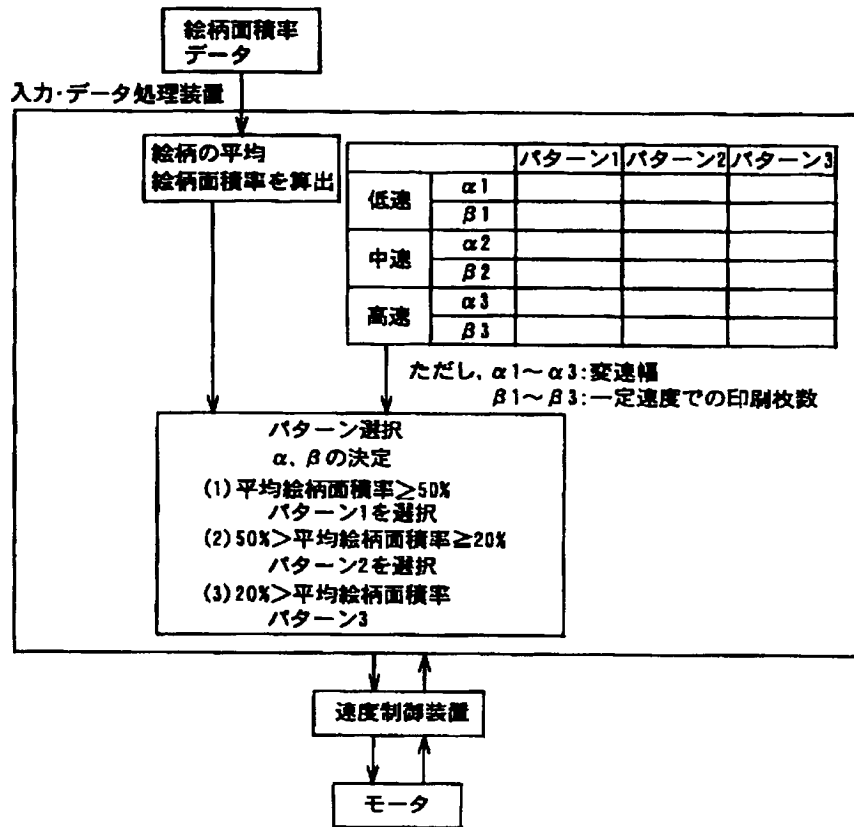 絵柄面積率
データ
入力・データ処理装置
絵柄の平均
絵柄面積率を算出
パターン1 パターン2 パターン3
低速 α1
β1
中速 α2
β2
高速 α3
β3
ただし、α1~α3:変速幅
β1~β3:一定速度での印刷枚数
パターン選択
α、βの決定
(1)平均絵柄面積率≧50%
パターン1を選択
(2)50%>平均絵柄面積率≧20%
パターン2を選択
(3)20%>平均絵柄面積率
パターン3
速度制御装置
モータ